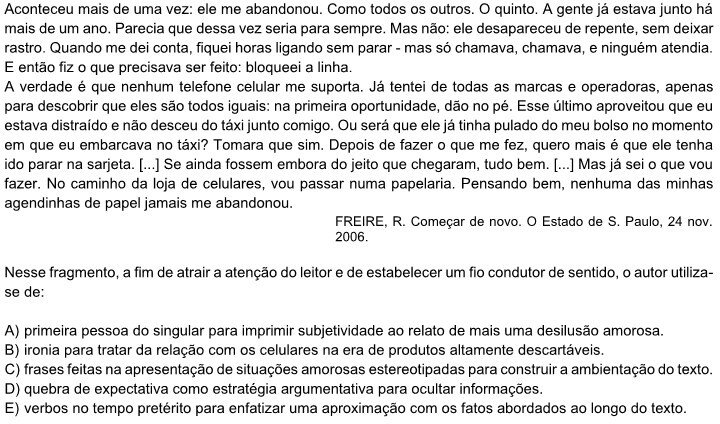 Aconteceu mais de uma vez: ele me abandonou. Como todos os outros. O quinto. A gente já estava junto há
mais de um ano. Parecia que dessa vez seria para sempre. Mas não: ele desapareceu de repente, sem deixar
rastro. Quando me dei conta, fiquei horas ligando sem parar - mas só chamava, chamava, e ninguém atendia.
E então fiz o que precisava ser feito: bloqueei a linha.
A verdade é que nenhum telefone celular me suporta. Já tentei de todas as marcas e operadoras, apenas
para descobrir que eles são todos iguais: na primeira oportunidade, dão no pé. Esse último aproveitou que eu
estava distraído e não desceu do táxi junto comigo. Ou será que ele já tinha pulado do meu bolso no momento
em que eu embarcava no táxi? Tomara que sim. Depois de fazer o que me fez, quero mais é que ele tenha
ido parar na sarjeta. [...] Se ainda fossem embora do jeito que chegaram, tudo bem. [...] Mas já sei o que vou
fazer. No caminho da loja de celulares, vou passar numa papelaria. Pensando bem, nenhuma das minhas
agendinhas de papel jamais me abandonou.
FREIRE, R. Começar de novo. O Estado de S. Paulo, 24 nov.
2006.
Nesse fragmento, a fim de atrair a atenção do leitor e de estabelecer um fio condutor de sentido, o autor utiliza-
se de:
A) primeira pessoa do singular para imprimir subjetividade ao relato de mais uma desilusão amorosa.
B) ironia para tratar da relação com os celulares na era de produtos altamente descartáveis.
C) frases feitas na apresentação de situações amorosas estereotipadas para construir a ambientação do texto.
D) quebra de expectativa como estratégia argumentativa para ocultar informações.
E) verbos no tempo pretérito para enfatizar uma aproximação com os fatos abordados ao longo do texto.